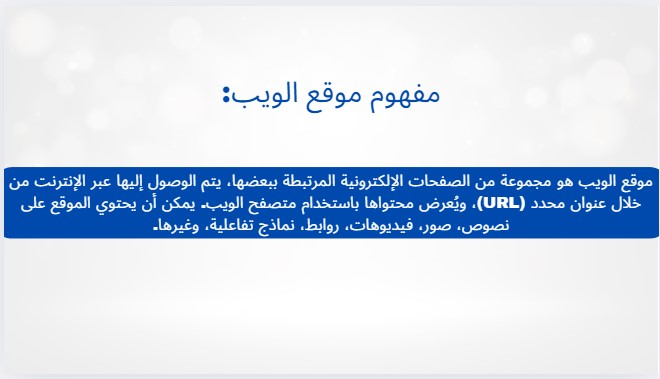 مفهوم موقع الويب:
موقع الويب هو مجموعة من الصفحات الإلكترونية المرتبطة ببعضها، يتم الوصول إليها عبر الإنترنت من
خلال عنوان محدد (URL)، ويُعرض محتواها باستخدام متصفح الويب. يمكن أن يحتوي الموقع على
نصوص، صور، فيديوهات، روابط، نماذج تفاعلية، وغيرها.